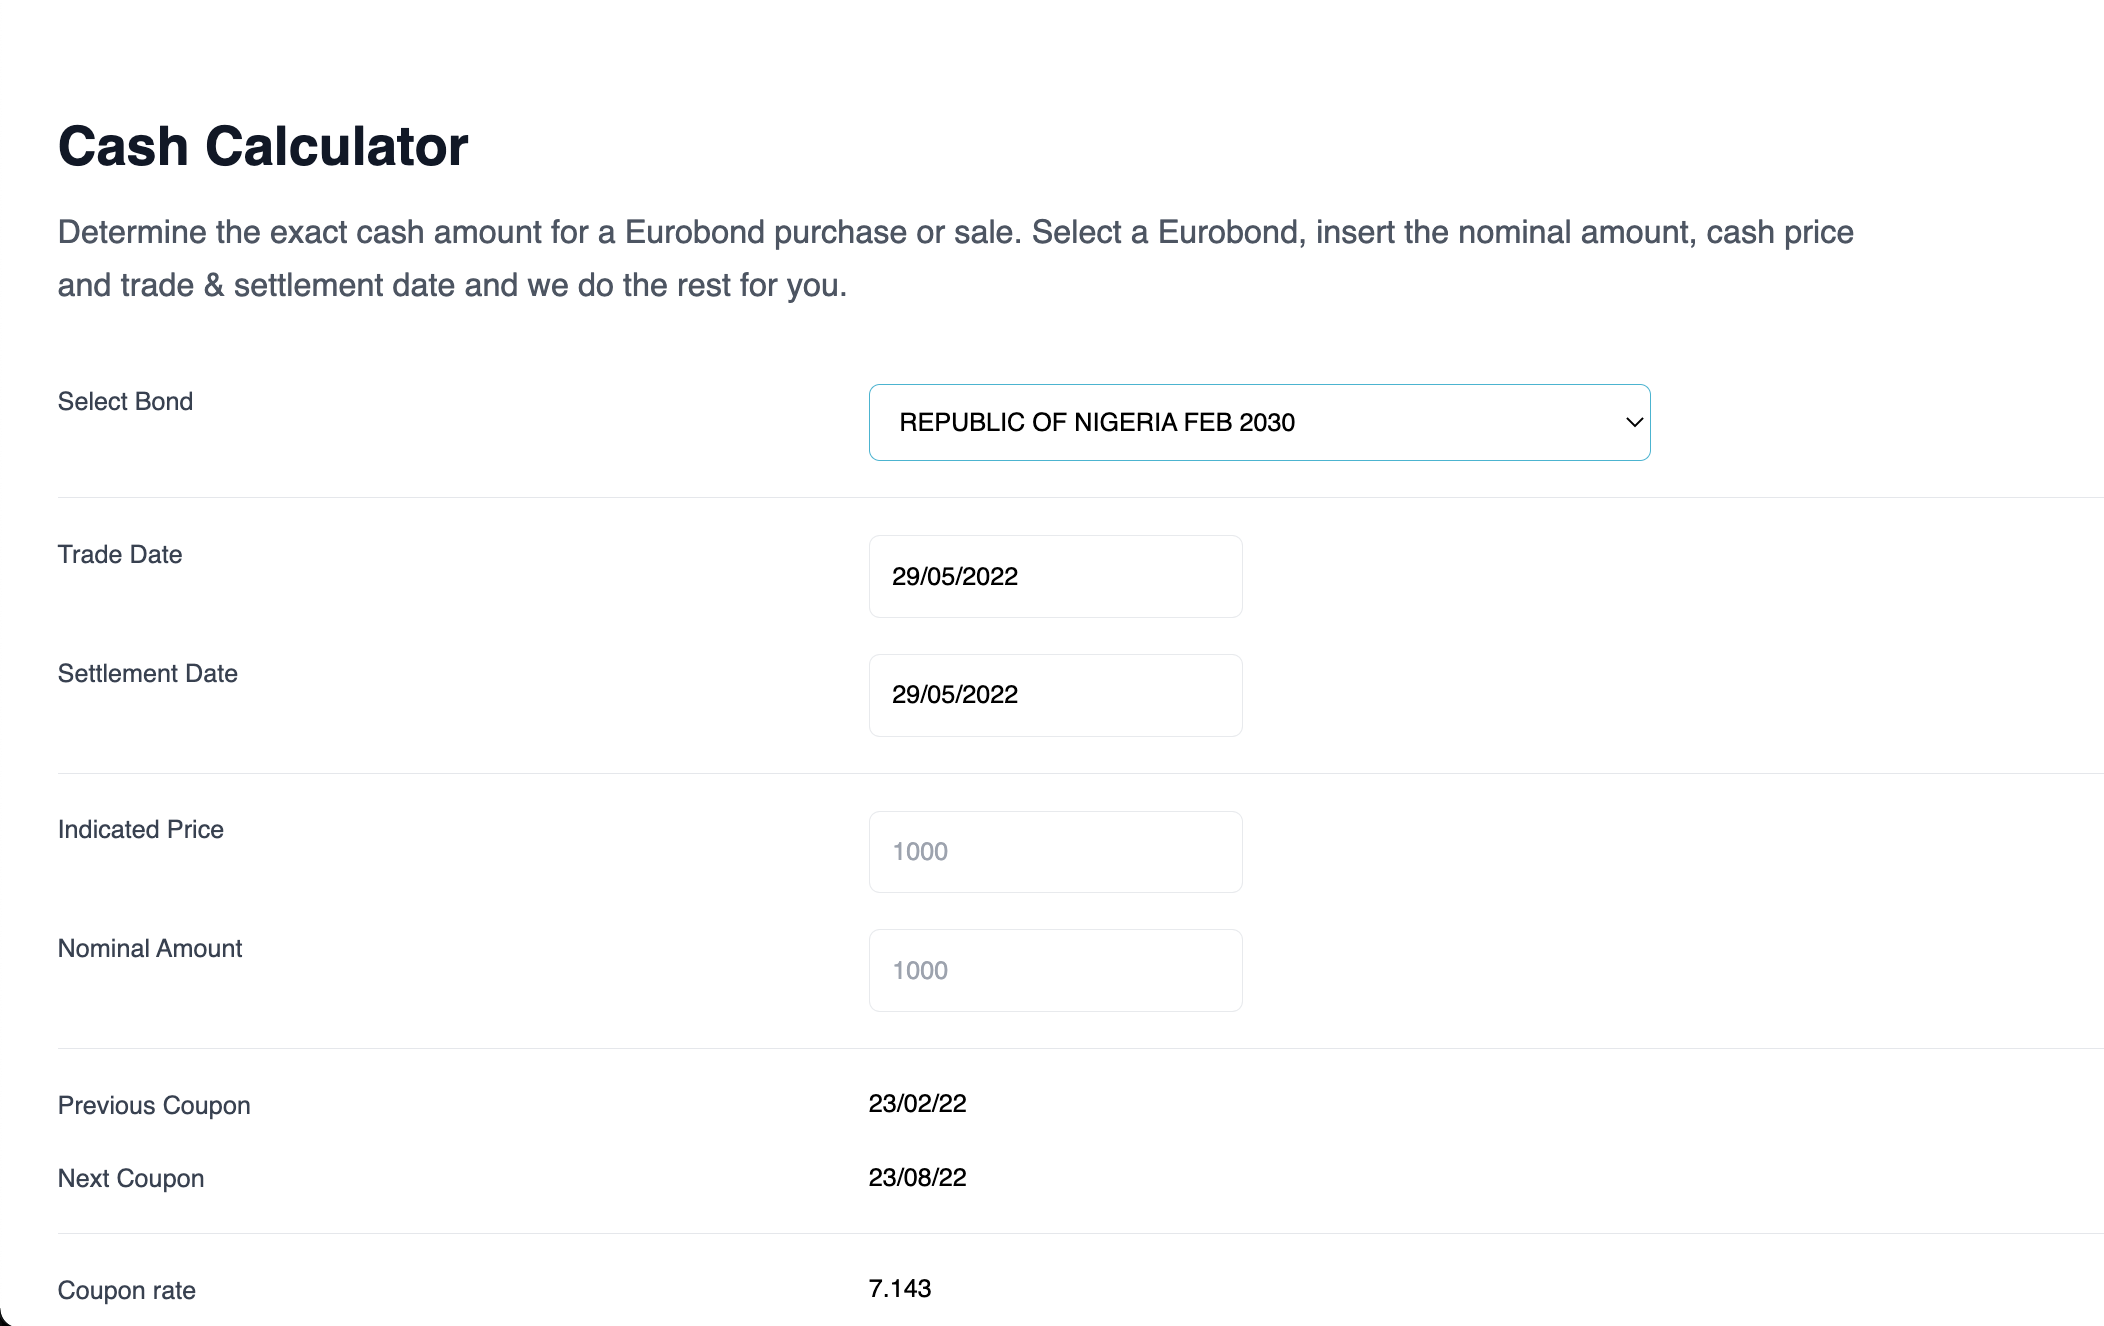 Cash Calculator
Determine the exact cash amount for a Eurobond purchase or sale. Select a Eurobond, insert the nominal amount, cash price
and trade & settlement date and we do the rest for you.
Select Bond
REPUBLIC OF NIGERIA FEB 2030
Trade Date
29/05/2022
Settlement Date
29/05/2022
Indicated Price
1000
Nominal Amount
1000
Previous Coupon
23/02/22
Next Coupon
23/08/22
Coupon rate
7.143